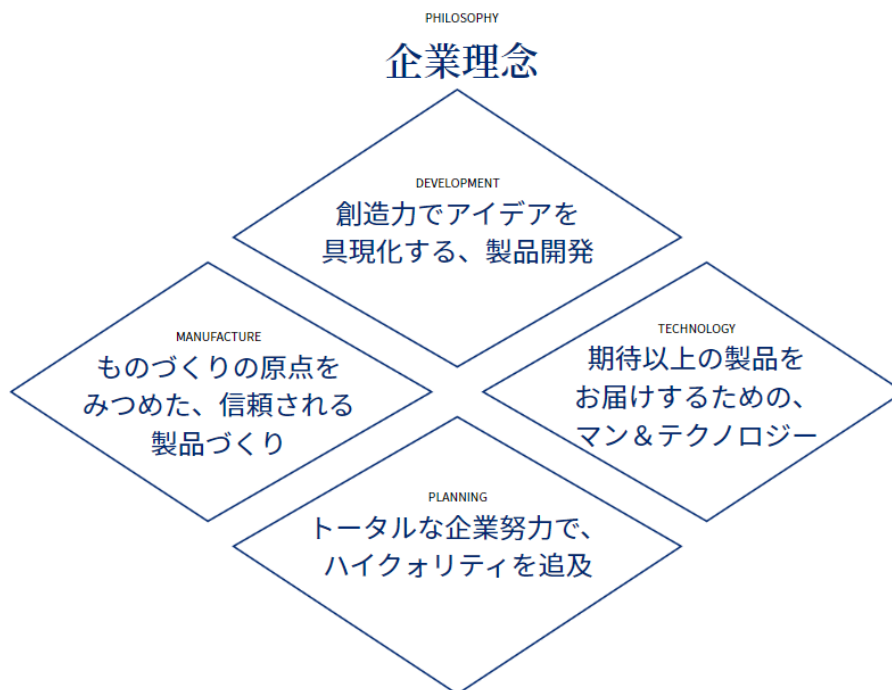 PHILOSOPHY
企業理念
DEVELOPMENT
創造力でアイデアを
具現化する、製品開発
MANUFACTURE
ものづくりの原点を
みつめた、信頼される
製品づくり
TECHNOLOGY
期待以上の製品を
お届けするための、
マン＆テクノロジー
PLANNING
トータルな企業努力で、
ハイクォリティを追及